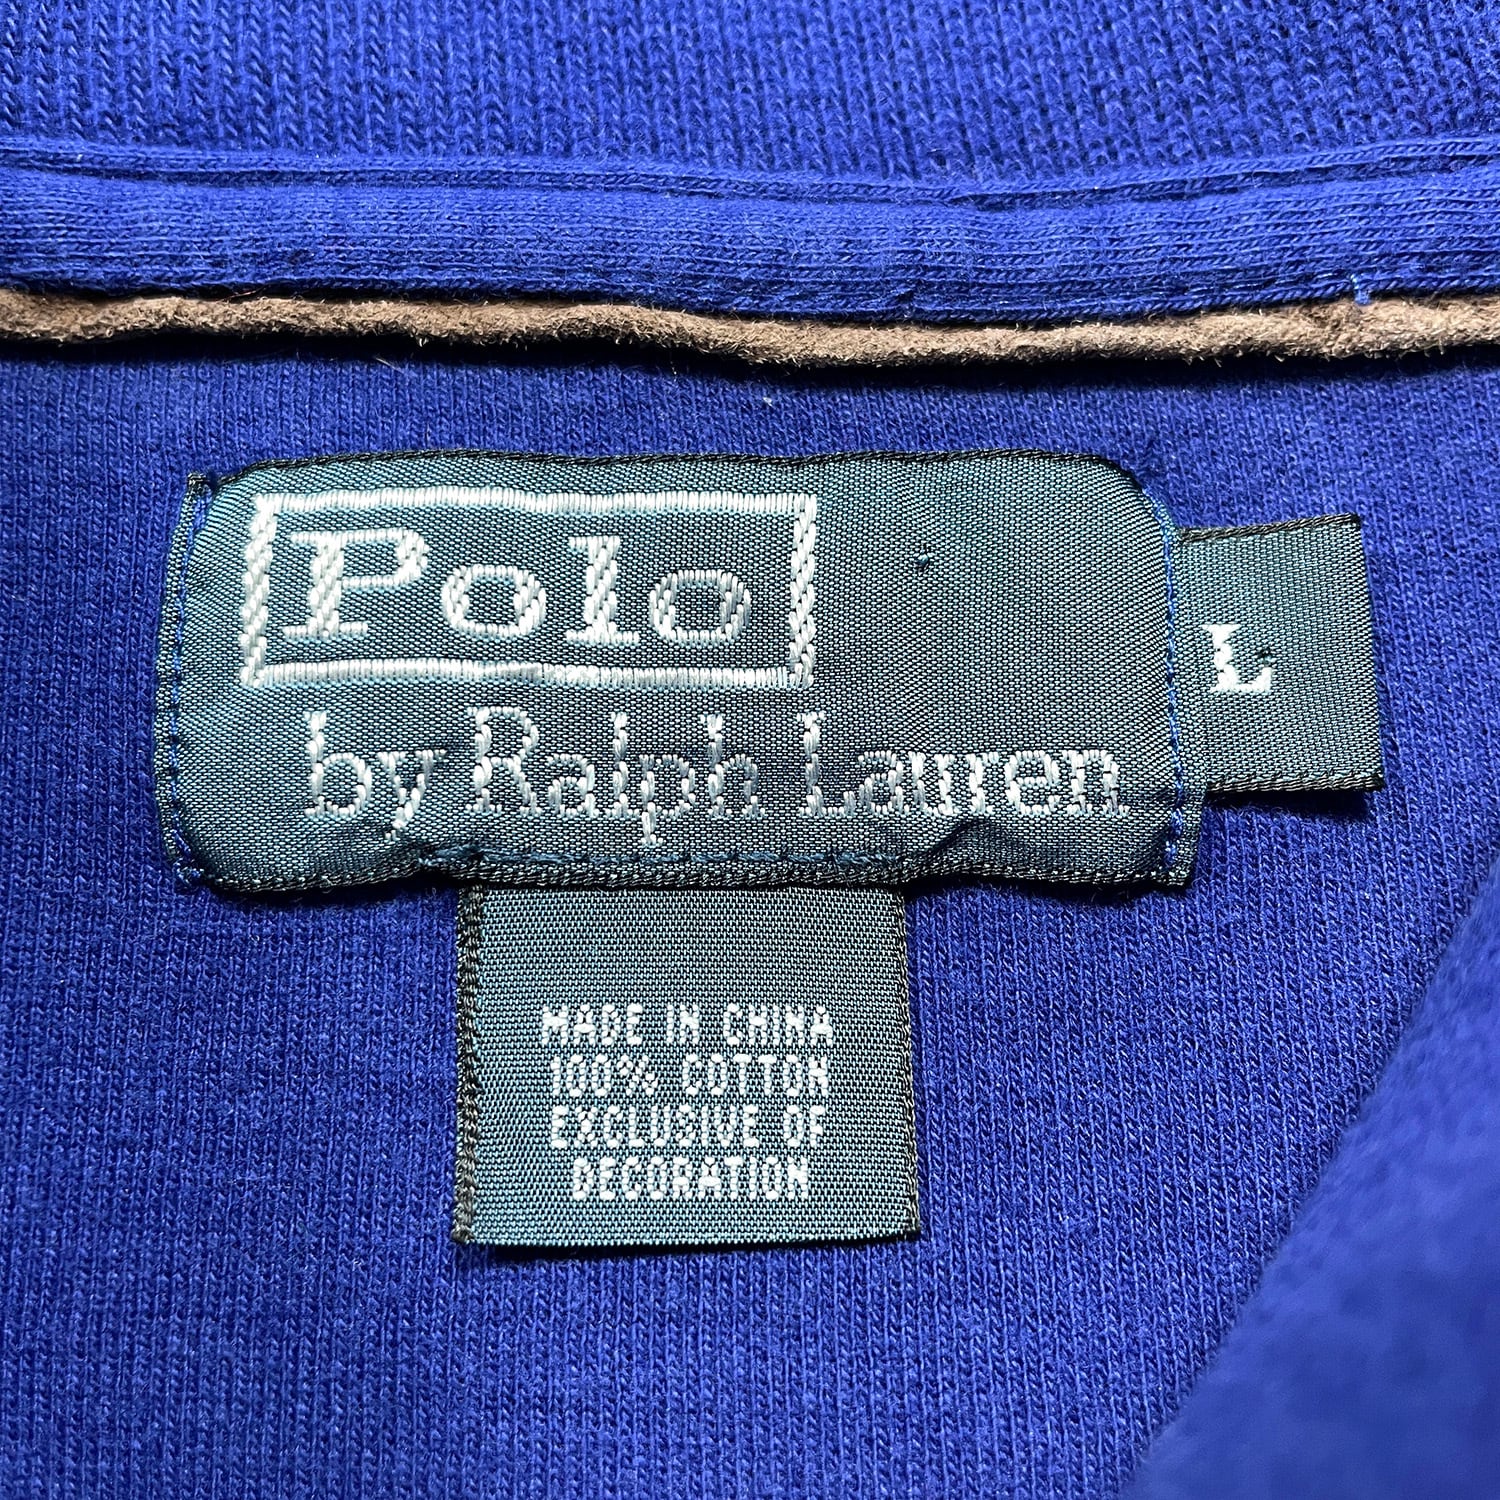 Polo
by Ralph Lauren
L
MADE IN CHINA
100% COTTON
EXCLUSIVE OF
DECORATION